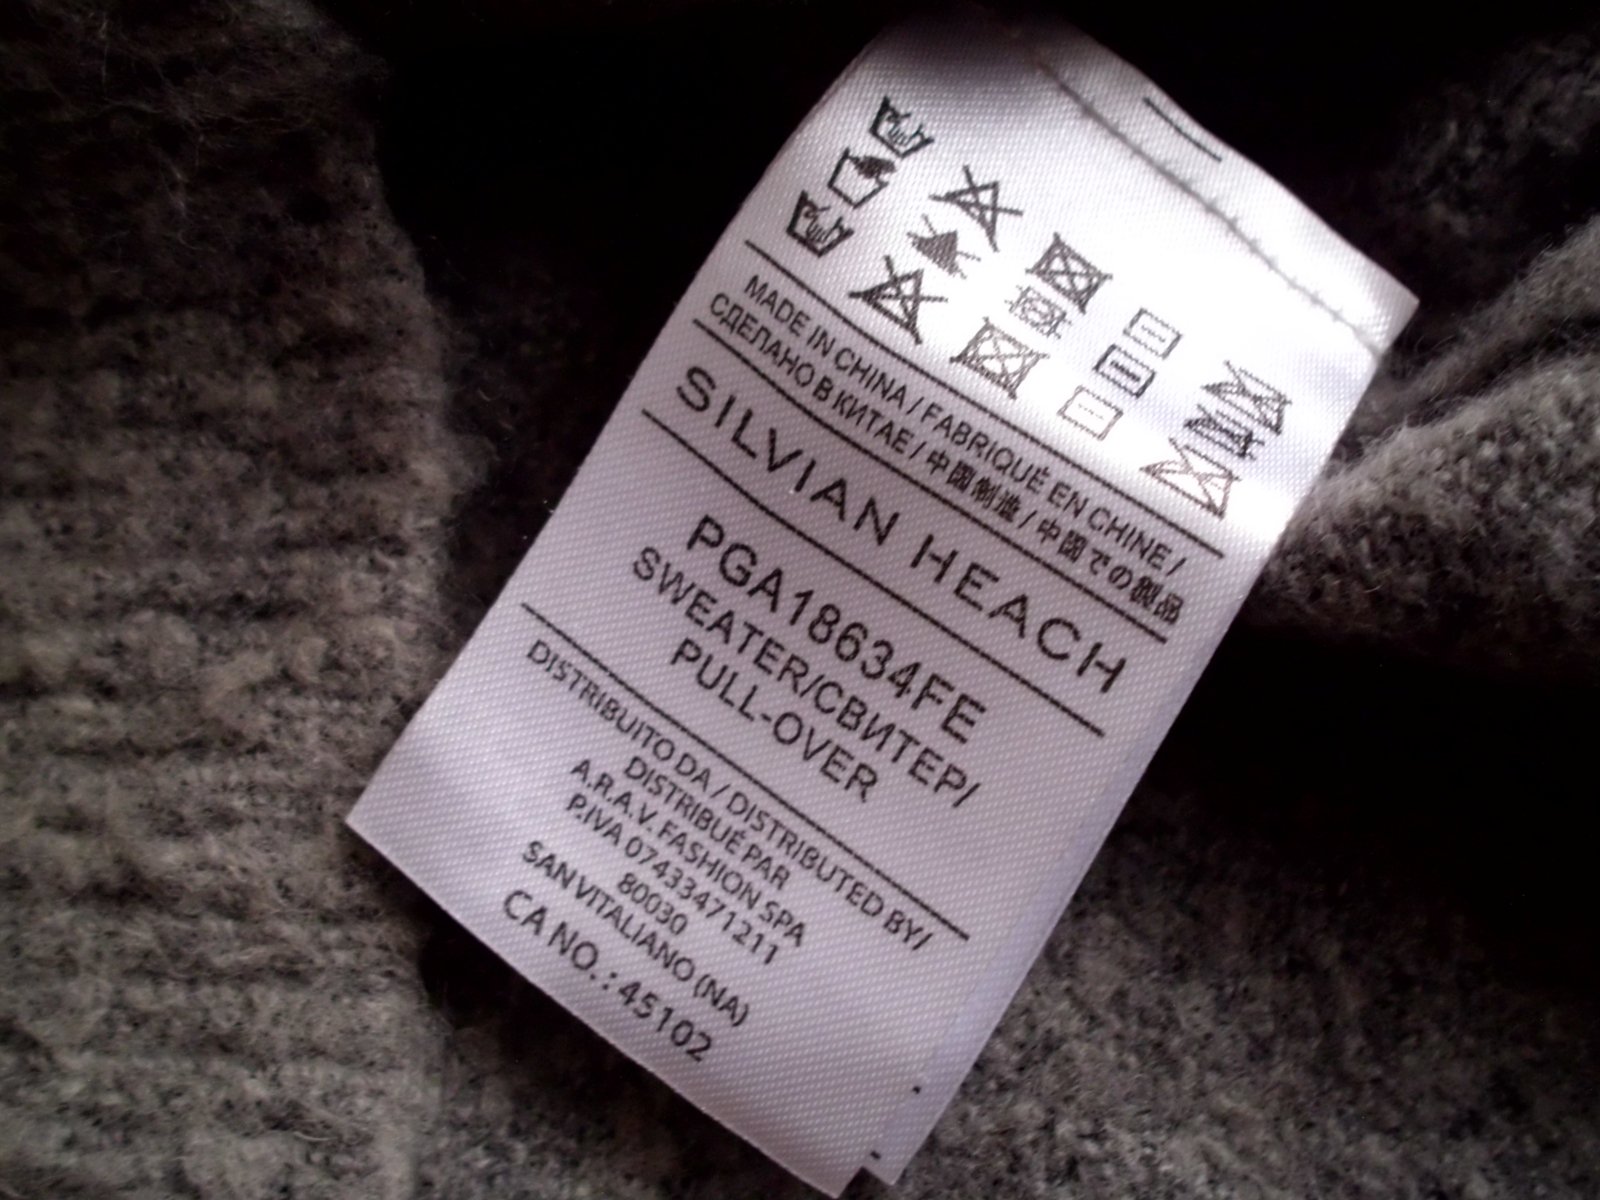 MADE IN CHINA / FABRIQUÉ EN CHINE /
СДЕЛАНО В КИТАЕ / 中国制造 / 中国での製品
SILVIAN HEACH
PGA18634FE
SWEATER/СВИТЕР/
PULL-OVER
DISTRIBUITO DA / DISTRIBUTED BY/
DISTRIBUÉ PAR
A.R.A.V. FASHION SPA
P.IVA 07433471211
80030
SAN VITALIANO (NA)
CA NO. : 45102